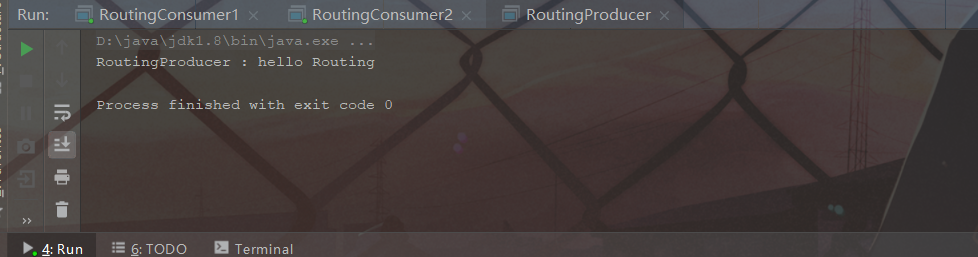 Run: RoutingConsumer1 × RoutingConsumer2 × RoutingProducer ×
D:\java\jdk1.8\bin\java.exe ...
RoutingProducer : hello Routing
Process finished with exit code 0
4: Run 6: TODO Terminal